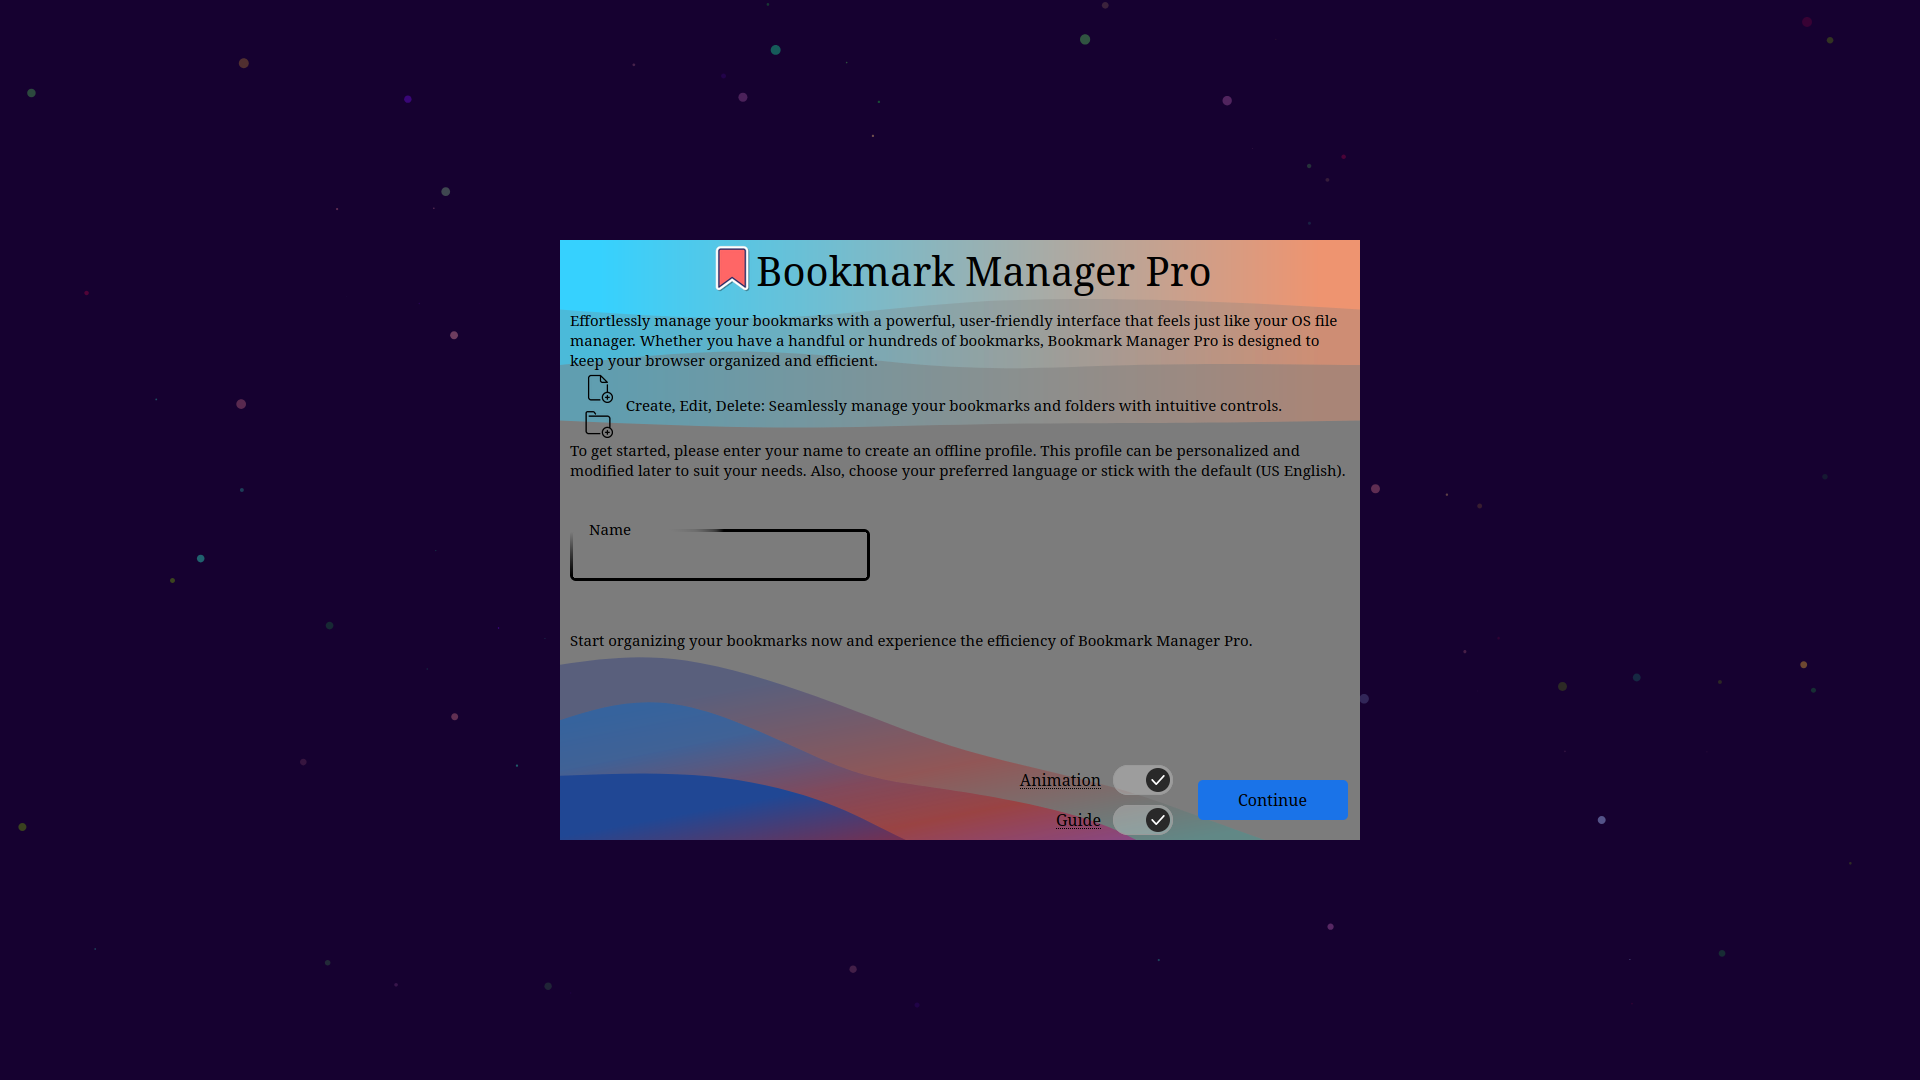 Bookmark Manager Pro
Effortlessly manage your bookmarks with a powerful, user-friendly interface that feels just like your OS file
manager. Whether you have a handful or hundreds of bookmarks, Bookmark Manager Pro is designed to
keep your browser organized and efficient.
Create, Edit, Delete: Seamlessly manage your bookmarks and folders with intuitive controls.
To get started, please enter your name to create an offline profile. This profile can be personalized and
modified later to suit your needs. Also, choose your preferred language or stick with the default (US English).
Name
Start organizing your bookmarks now and experience the efficiency of Bookmark Manager Pro.
Animation
Continue
Guide